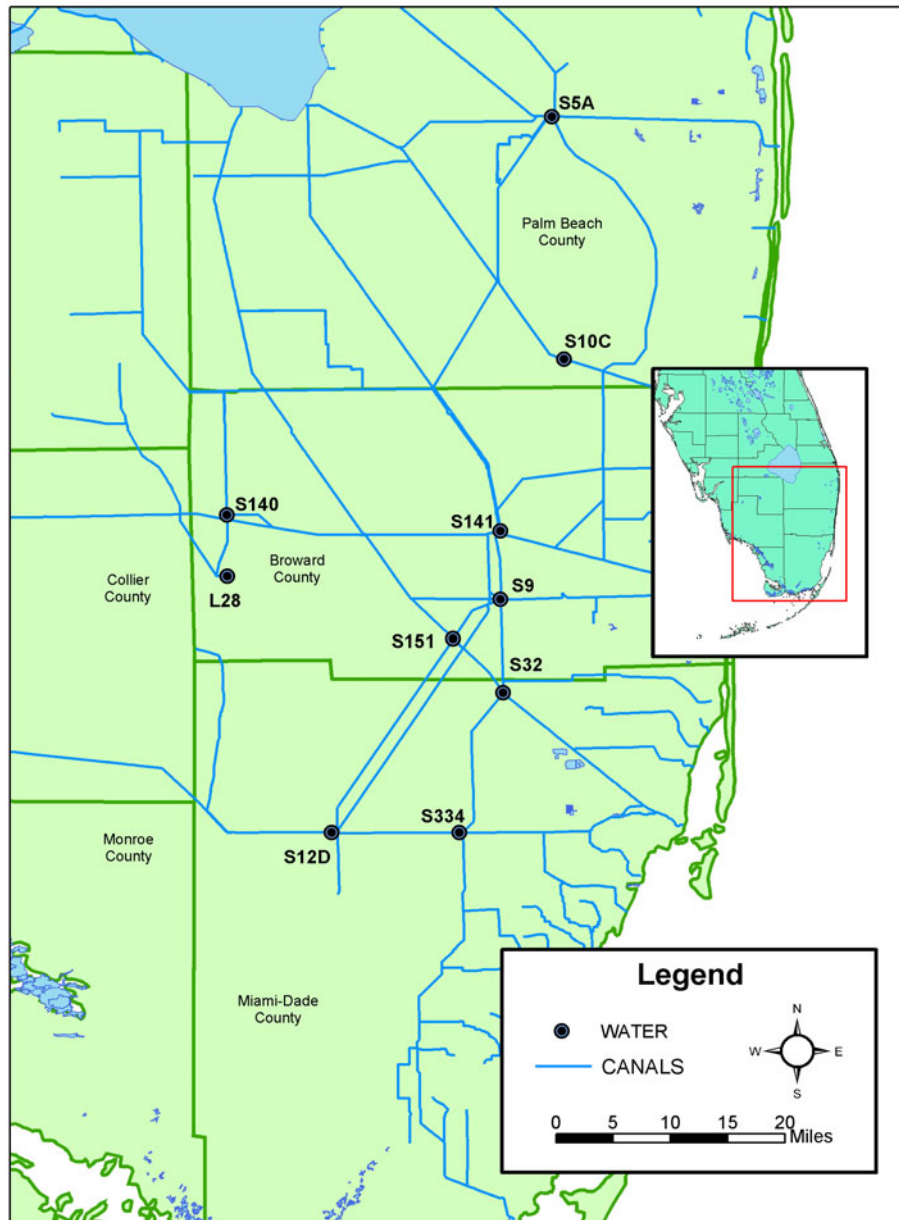 S5A
Palm Beach
County
S10C
S140
S141
Broward
County
Collier
County
L28
S9
S151
S32
S334
S12D
Monroe
County
Miami-Dade
County
Legend
WATER
CANALS
N
W E
S
0 5 10 15 20
Miles